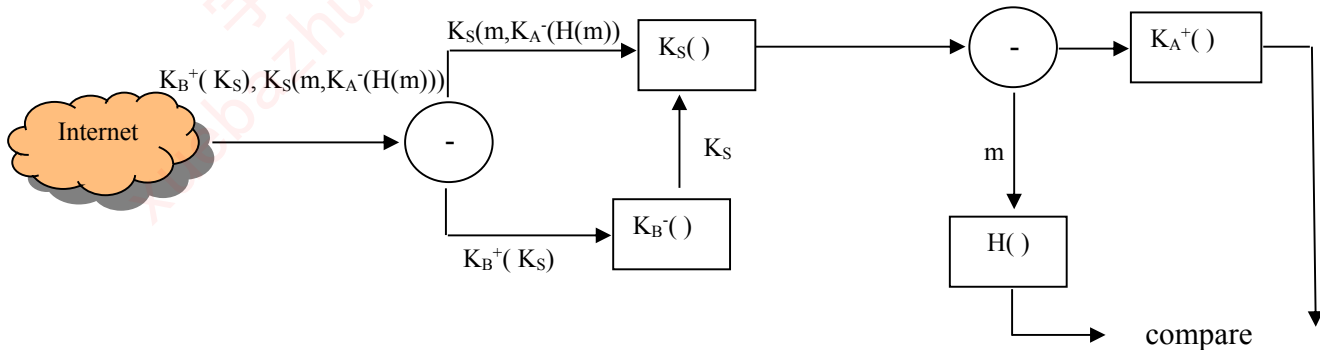 K_S(m,K_A⁻(H(m))
K_S( )
-
K_A⁺( )
K_B⁺( K_S), K_S(m,K_A⁻(H(m)))
Internet
-
K_S
m
K_B⁻( )
K_B⁺( K_S)
H( )
compare